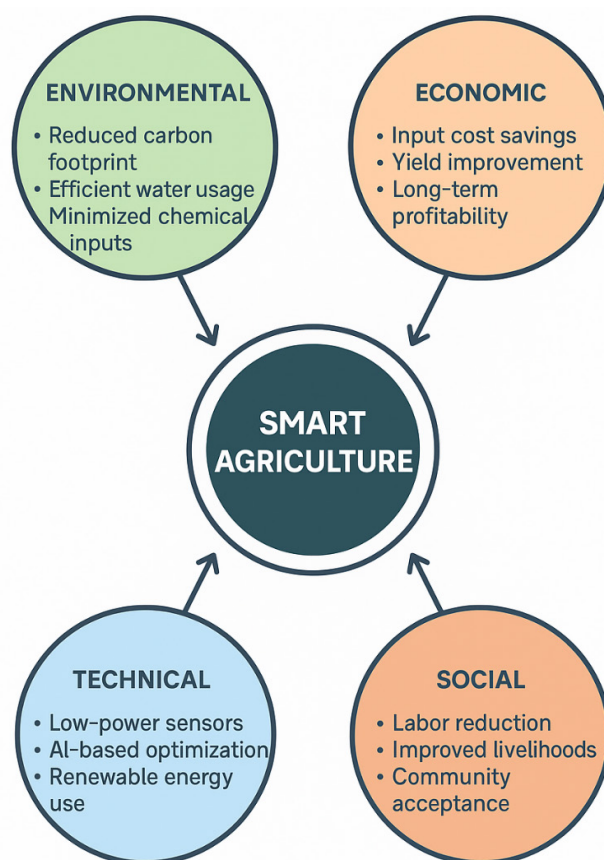 ENVIRONMENTAL
• Reduced carbon
footprint
• Efficient water usage
Minimized chemical
inputs
ECONOMIC
• Input cost savings
• Yield improvement
• Long-term
profitability
SMART
AGRICULTURE
TECHNICAL
• Low-power sensors
• AI-based optimization
• Renewable energy
use
SOCIAL
• Labor reduction
• Improved livelihoods
• Community
acceptance